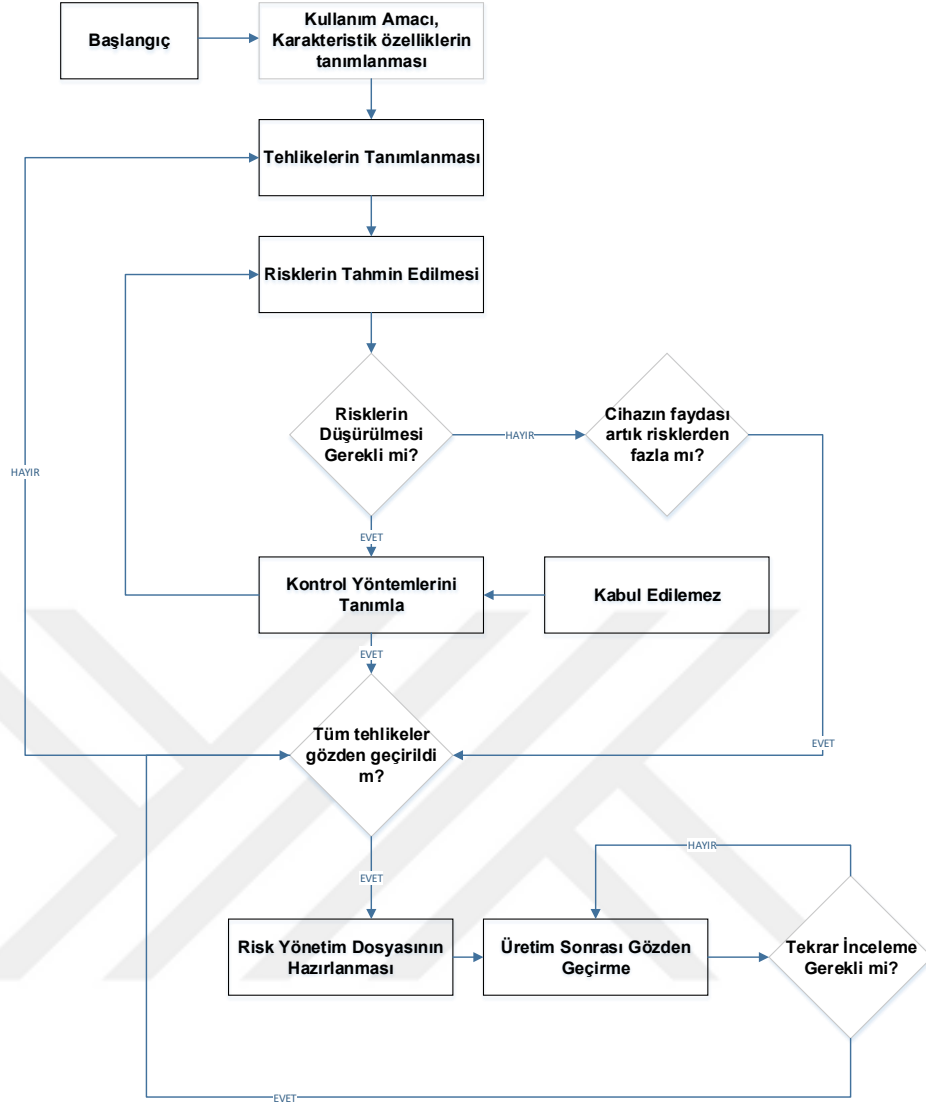 Başlangıç
Kullanım Amacı,
Karakteristik özelliklerin
tanımlanması
Tehlikelerin Tanımlanması
Risklerin Tahmin Edilmesi
Risklerin
Düşürülmesi
Gerekli mi?
HAYIR
Cihazın faydası
artık risklerden
fazla mı?
HAYIR
EVET
Kontrol Yöntemlerini
Tanımla
Kabul Edilemez
EVET
Tüm tehlikeler
gözden geçirildi
m?
EVET
HAYIR
EVET
Risk Yönetim Dosyasının
Hazırlanması
Üretim Sonrası Gözden
Geçirme
Tekrar İnceleme
Gerekli mi?
EVET